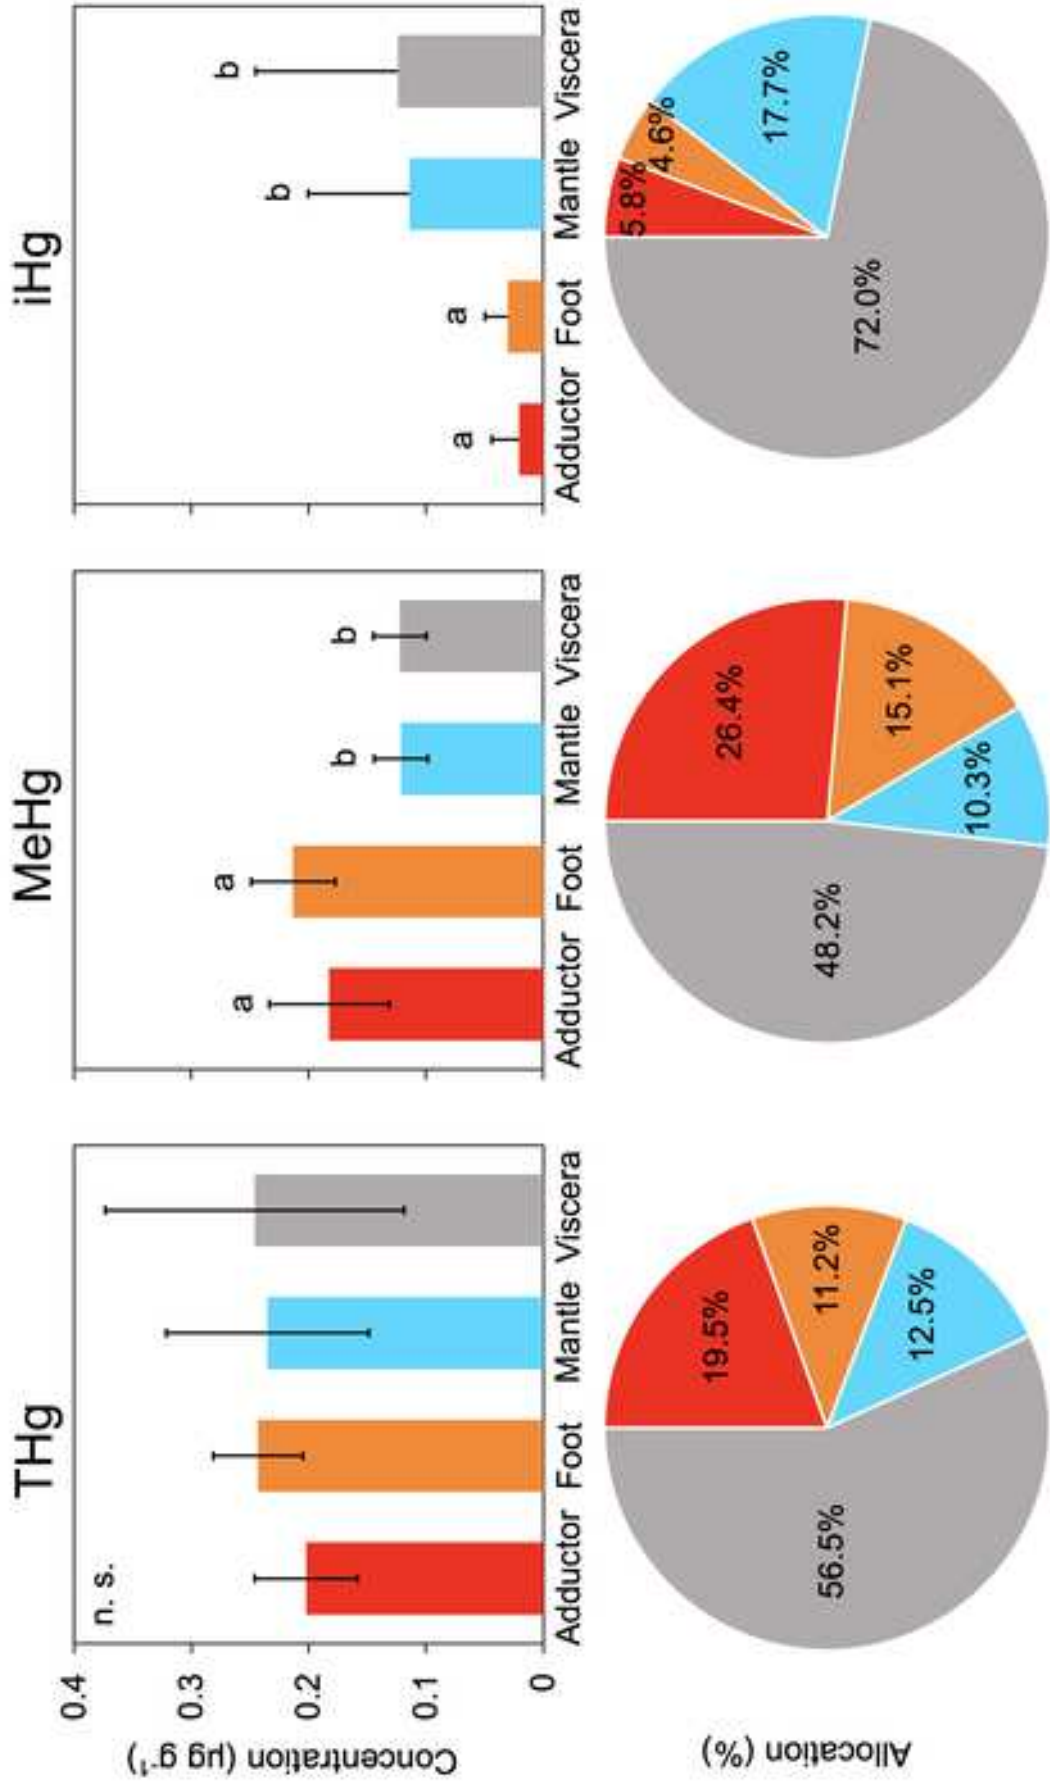 THg
MeHg
iHg
Concentration (µg g⁻¹)
0.4
0.3
0.2
0.1
0
n. s.
Adductor Foot Mantle Viscera
a
a
b
b
Adductor Foot Mantle Viscera
a
a
b
b
Adductor Foot Mantle Viscera
Allocation (%)
19.5%
11.2%
12.5%
56.5%
26.4%
15.1%
10.3%
48.2%
5.8%
4.6%
17.7%
72.0%